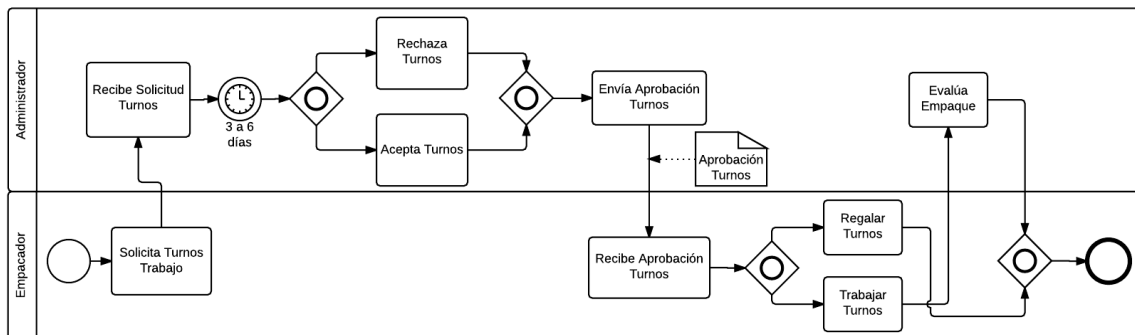 Administrador
Recibe Solicitud
Turnos
3 a 6
días
Rechaza
Turnos
Acepta Turnos
Envía Aprobación
Turnos
Aprobación
Turnos
Evalúa
Empaque
Empacador
Solicita Turnos
Trabajo
Recibe Aprobación
Turnos
Regalar
Turnos
Trabajar
Turnos